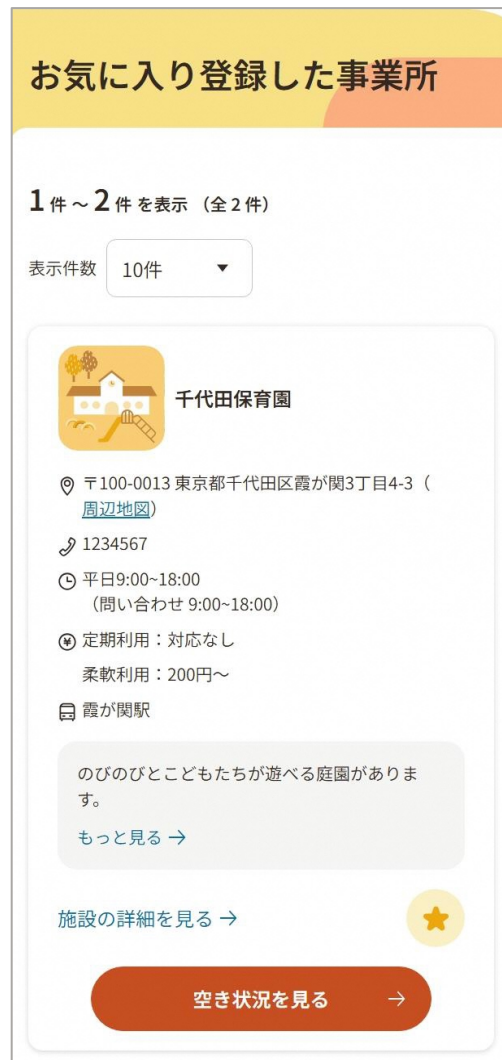 お気に入り登録した事業所
1件～2件を表示（全2件）
表示件数 10件
千代田保育園
〒100-0013 東京都千代田区霞が関3丁目4-3（
周辺地図）
1234567
平日9:00~18:00
（問い合わせ 9:00~18:00）
定期利用：対応なし
柔軟利用：200円～
霞が関駅
のびのびとこどもたちが遊べる庭園がありま
す。
もっと見る→
施設の詳細を見る→
空き状況を見る →